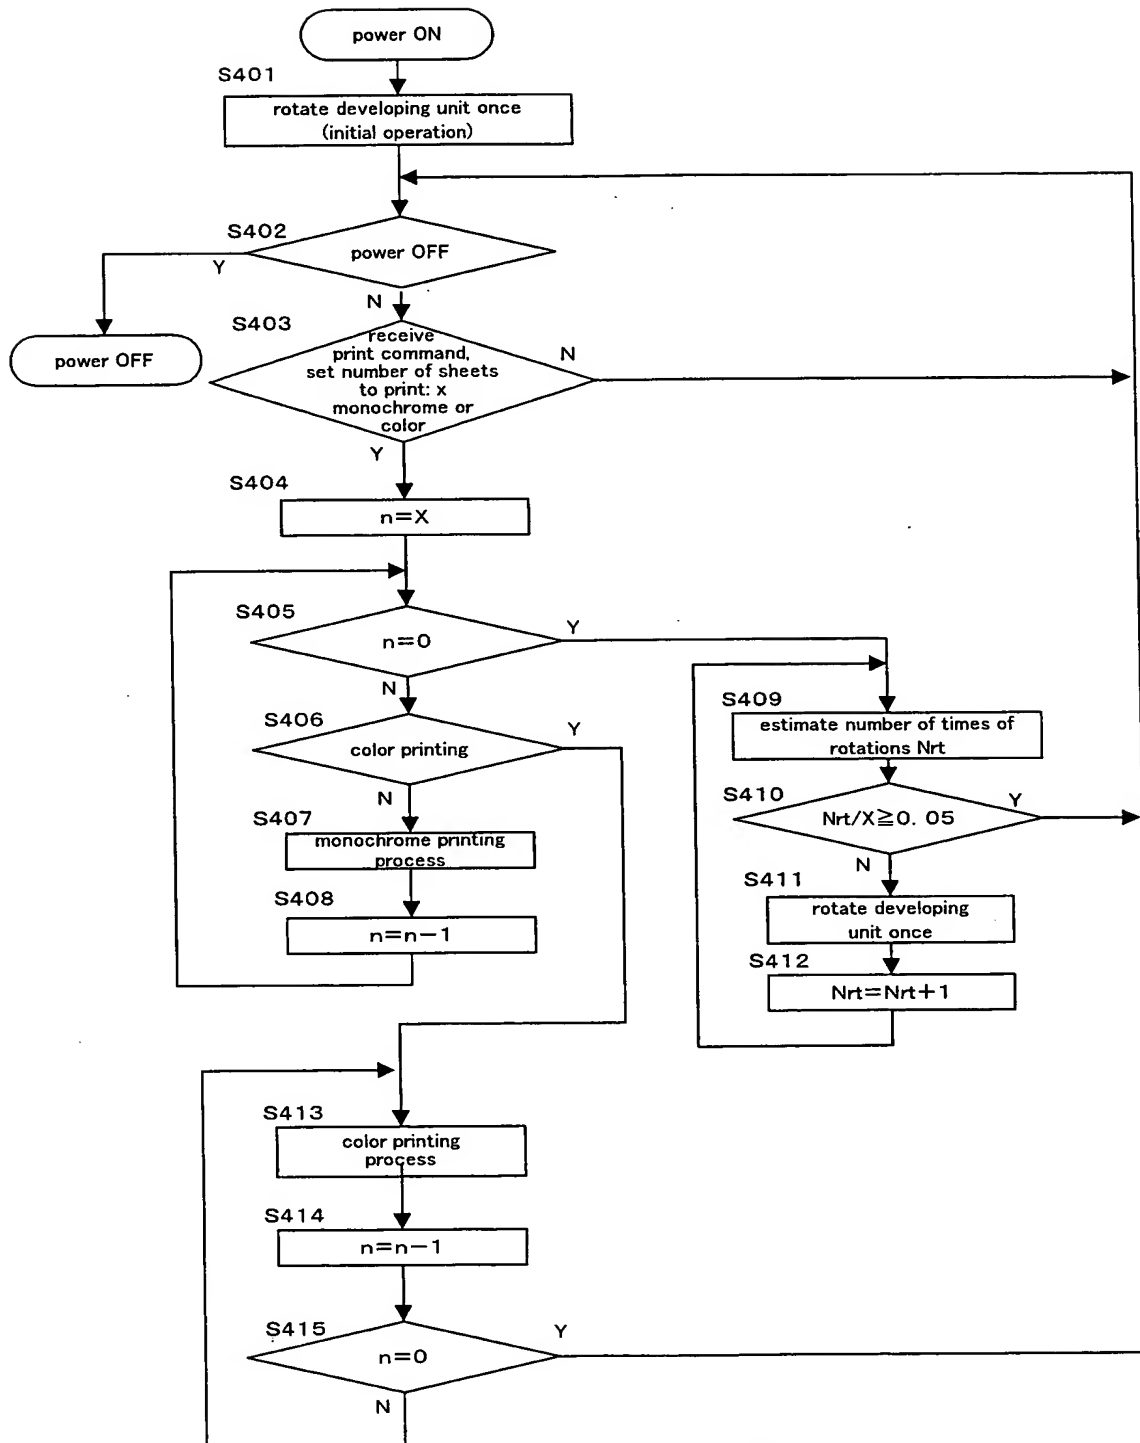 power ON
S401
rotate developing unit once
(initial operation)
S402
power OFF
Y
N
power OFF
S403
receive
print command,
set number of sheets
to print: x
monochrome or
color
N
Y
S404
n=X
S405
n=0
Y
N
S406
color printing
Y
N
S407
monochrome printing
process
S408
n=n-1
S409
estimate number of times of
rotations Nrt
S410
Nrt/X≧0.05
Y
N
S411
rotate developing
unit once
S412
Nrt=Nrt+1
S413
color printing
process
S414
n=n-1
S415
n=0
Y
N